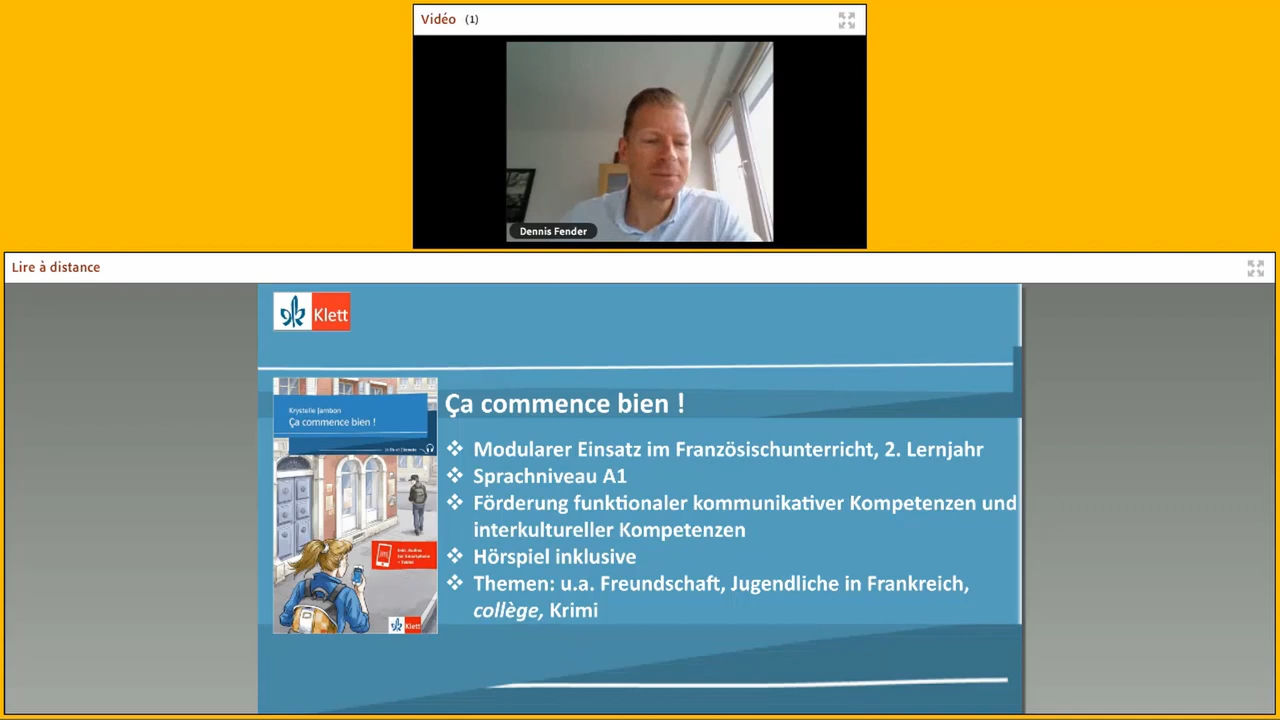 Vidéo (1)
Dennis Fender
Lire à distance
Klett
Krystelle Jambon
Ça commence bien !
Ça commence bien !
Modularer Einsatz im Französischunterricht, 2. Lernjahr
Sprachniveau A1
Förderung funktionaler kommunikativer Kompetenzen und
interkultureller Kompetenzen
Hörspiel inklusive
Themen: u.a. Freundschaft, Jugendliche in Frankreich,
collège, Krimi
Klett